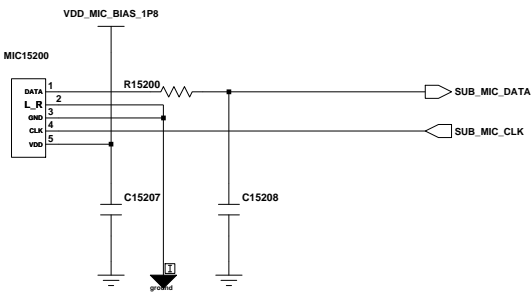 VDD_MIC_BIAS_1P8
MIC15200
DATA 1
L_R 2
GND 3
CLK 4
VDD 5
R15200
SUB_MIC_DATA
SUB_MIC_CLK
C15207
C15208
I
ground